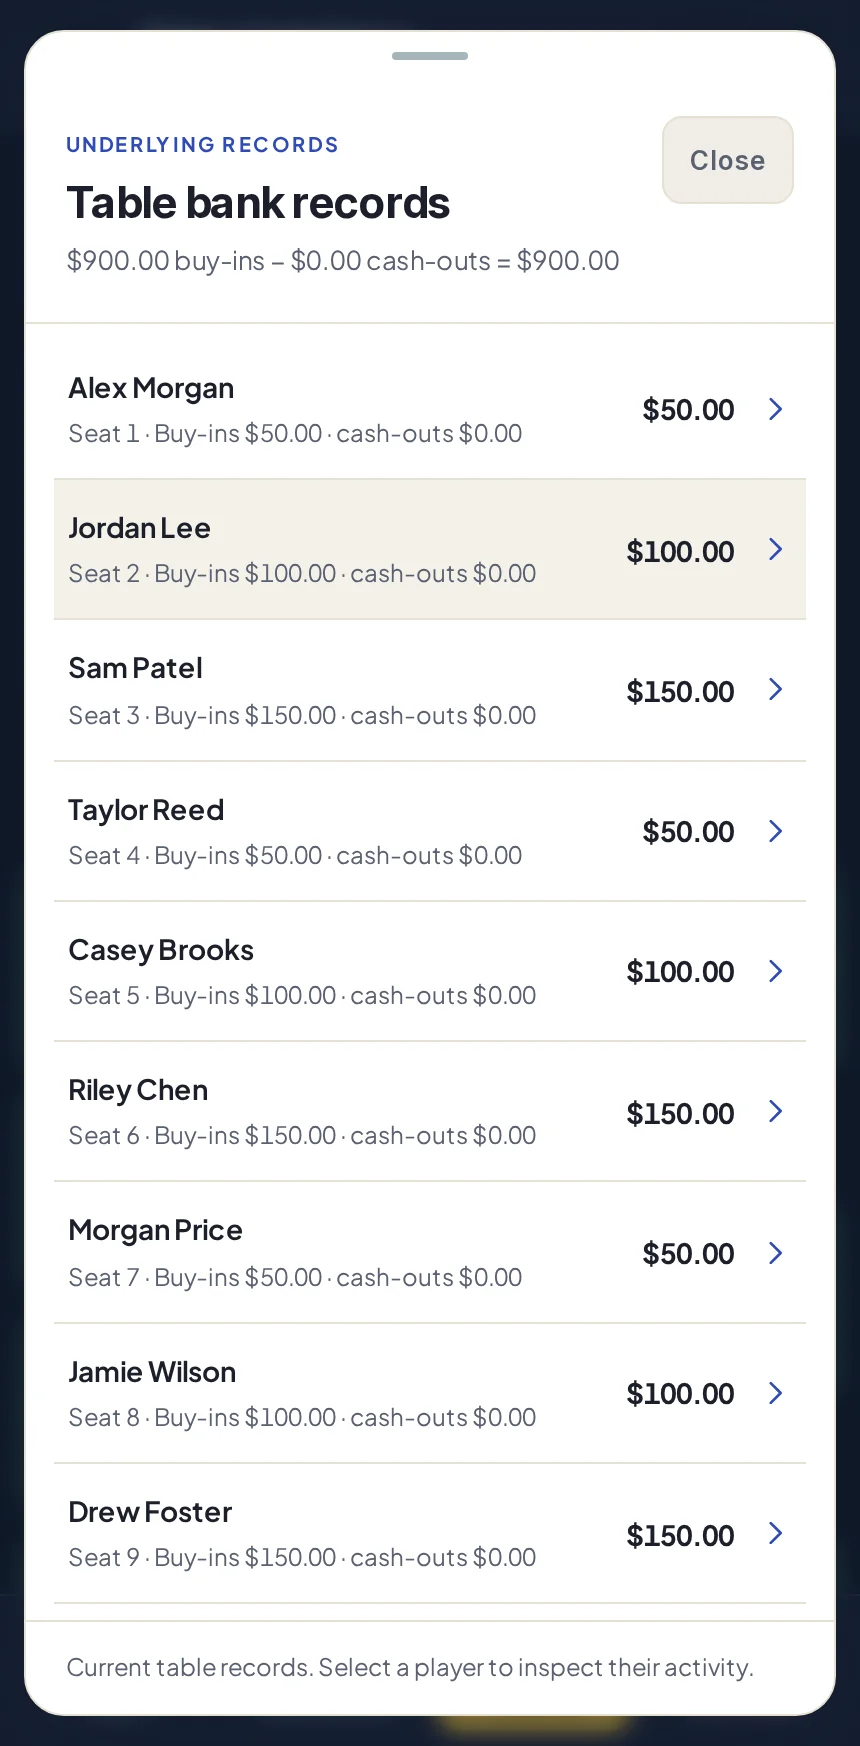 UNDERLYING RECORDS
Close
Table bank records
$900.00 buy-ins – $0.00 cash-outs = $900.00
Alex Morgan
$50.00
Seat 1 · Buy-ins $50.00 · cash-outs $0.00
Jordan Lee
$100.00
Seat 2 · Buy-ins $100.00 · cash-outs $0.00
Sam Patel
$150.00
Seat 3 · Buy-ins $150.00 · cash-outs $0.00
Taylor Reed
$50.00
Seat 4 · Buy-ins $50.00 · cash-outs $0.00
Casey Brooks
$100.00
Seat 5 · Buy-ins $100.00 · cash-outs $0.00
Riley Chen
$150.00
Seat 6 · Buy-ins $150.00 · cash-outs $0.00
Morgan Price
$50.00
Seat 7 · Buy-ins $50.00 · cash-outs $0.00
Jamie Wilson
$100.00
Seat 8 · Buy-ins $100.00 · cash-outs $0.00
Drew Foster
$150.00
Seat 9 · Buy-ins $150.00 · cash-outs $0.00
Current table records. Select a player to inspect their activity.